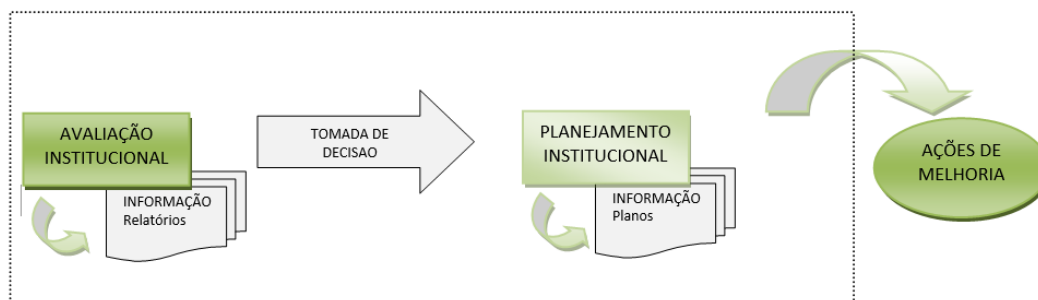 AVALIAÇÃO
INSTITUCIONAL
INFORMAÇÃO
Relatórios
TOMADA DE
DECISAO
PLANEJAMENTO
INSTITUCIONAL
INFORMAÇÃO
Planos
AÇÕES DE
MELHORIA